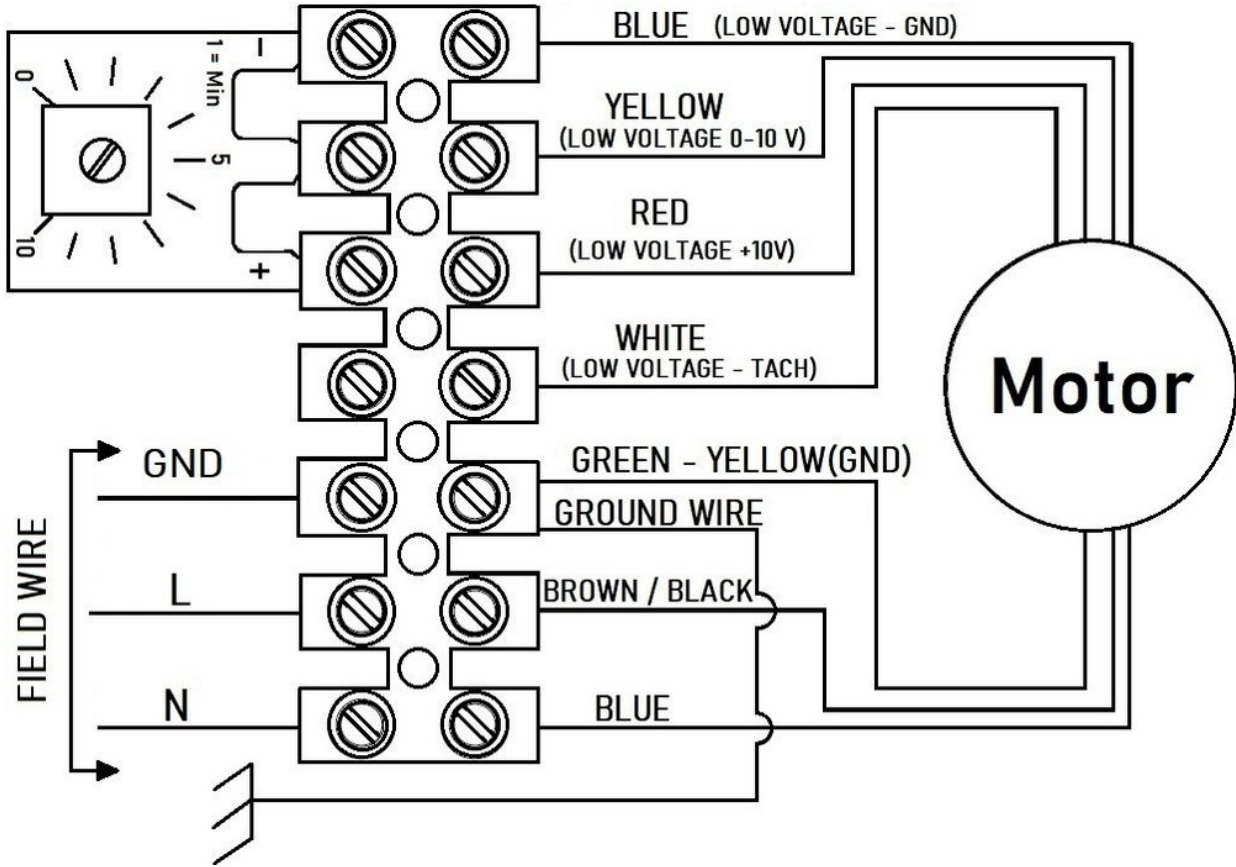 BLUE (LOW VOLTAGE - GND)
- 1 = Min
0
YELLOW
(LOW VOLTAGE 0-10 V)
5
RED
(LOW VOLTAGE +10V)
10
+
WHITE
(LOW VOLTAGE - TACH)
Motor
GND
GREEN - YELLOW(GND)
GROUND WIRE
FIELD WIRE
L
BROWN / BLACK
N
BLUE